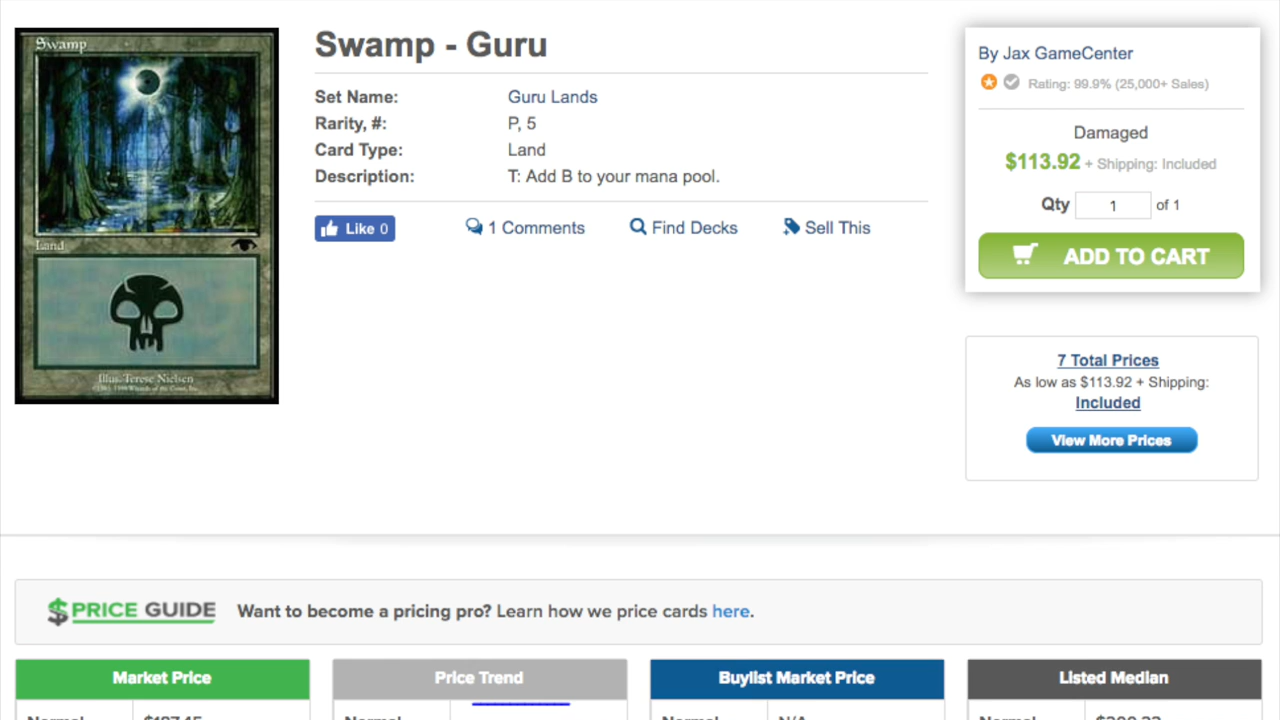 Swamp
Land
Illus. Terese Nielsen
Swamp - Guru
Set Name: Guru Lands
Rarity, #: P, 5
Card Type: Land
Description: T: Add B to your mana pool.
Like 0
1 Comments
Find Decks
Sell This
By Jax GameCenter
Rating: 99.9% (25,000+ Sales)
Damaged
$113.92 + Shipping: Included
Qty 1 of 1
ADD TO CART
7 Total Prices
As low as $113.92 + Shipping:
Included
View More Prices
$PRICE GUIDE Want to become a pricing pro? Learn how we price cards here.
Market Price
Price Trend
Buylist Market Price
Listed Median